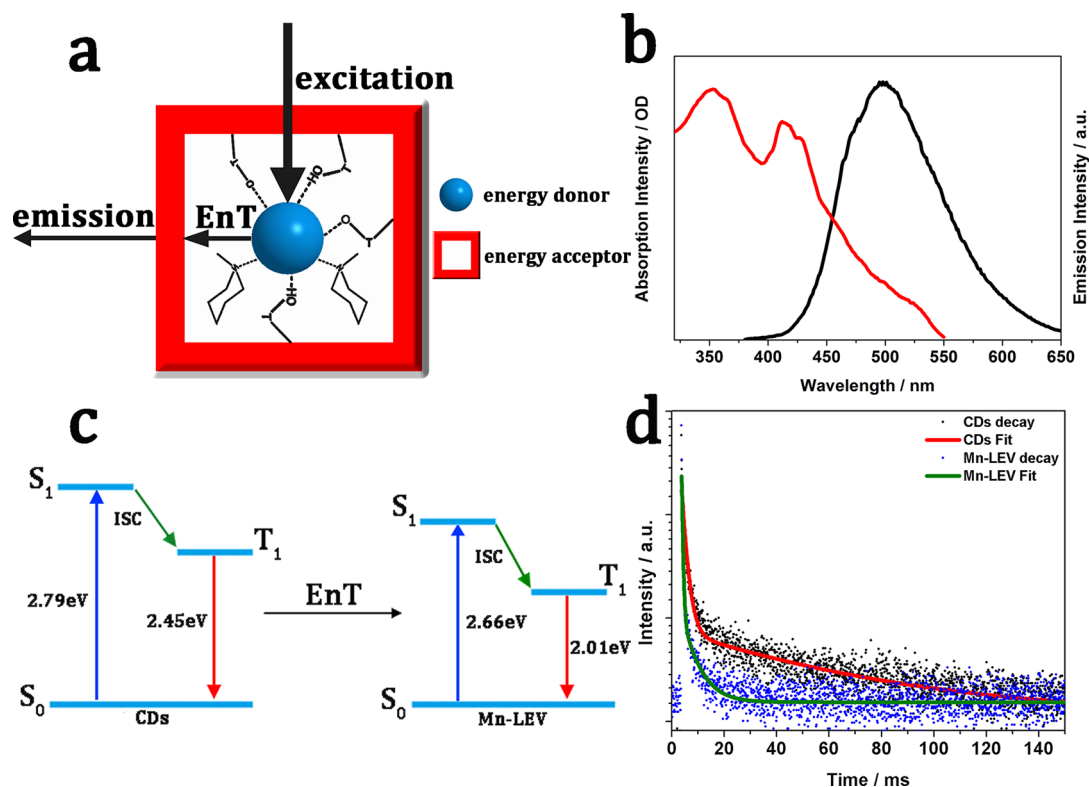 a
excitation
HO
T
O
T
emission
EnT
O
T
N
N
HO
T
energy donor
energy acceptor
b
Absorption Intensity / OD
Emission Intensity / a.u.
350 400 450 500 550 650
Wavelength / nm
c
S1
ISC
T1
2.79eV
2.45eV
S0
CDs
EnT
S1
ISC
T1
2.66eV
2.01eV
S0
Mn-LEV
d
CDs decay
CDs Fit
Mn-LEV decay
Mn-LEV Fit
Intensity / a.u.
0 20 40 60 80 100 120 140
Time / ms